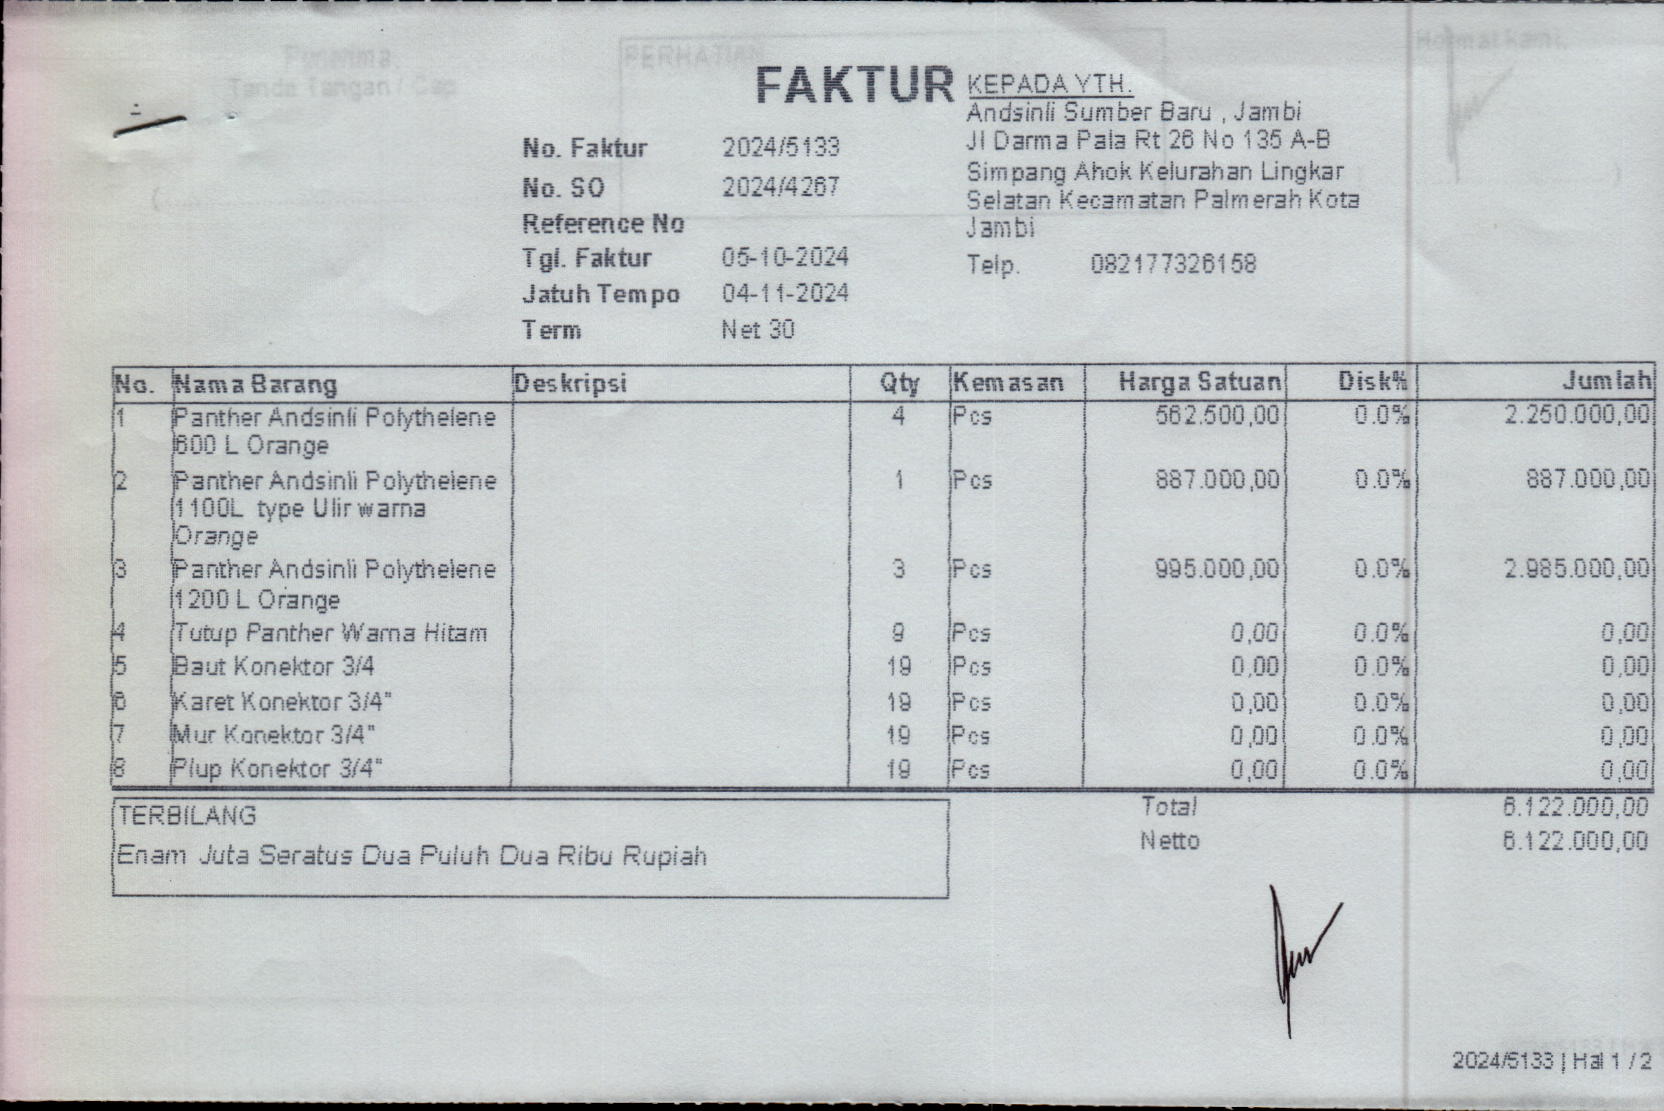 FAKTUR
KEPADA YTH.
Andsinli Sumber Baru , Jambi
Jl Darma Pala Rt 26 No 135 A-B
Simpang Ahok Kelurahan Lingkar
Selatan Kecamatan Palmerah Kota
Jambi
Telp. 082177326158
No. Faktur 2024/5133
No. SO 2024/4267
Reference No
Tgl. Faktur 05-10-2024
Jatuh Tempo 04-11-2024
Term Net 30
No. Nama Barang Deskripsi Qty Kemasan Harga Satuan Disk% Jumlah
1 Panther Andsinli Polythelene 4 Pcs 562.500,00 0.0% 2.250.000,00
600 L Orange
2 Panther Andsinli Polythelene 1 Pcs 887.000,00 0.0% 887.000,00
1100L type Ulir warna
Orange
3 Panther Andsinli Polythelene 3 Pcs 995.000,00 0.0% 2.985.000,00
1200 L Orange
4 Tutup Panther Warna Hitam 9 Pcs 0,00 0.0% 0,00
5 Baut Konektor 3/4 19 Pcs 0,00 0.0% 0,00
6 Karet Konektor 3/4" 19 Pcs 0,00 0.0% 0,00
7 Mur Konektor 3/4" 19 Pcs 0,00 0.0% 0,00
8 Plup Konektor 3/4" 19 Pcs 0,00 0.0% 0,00
Total 6.122.000,00
Netto 6.122.000,00
TERBILANG
Enam Juta Seratus Dua Puluh Dua Ribu Rupiah
2024/5133 | Hal 1 / 2
Penerima,
Tanda Tangan / Cap
PERHATIAN
Hormat Kami,